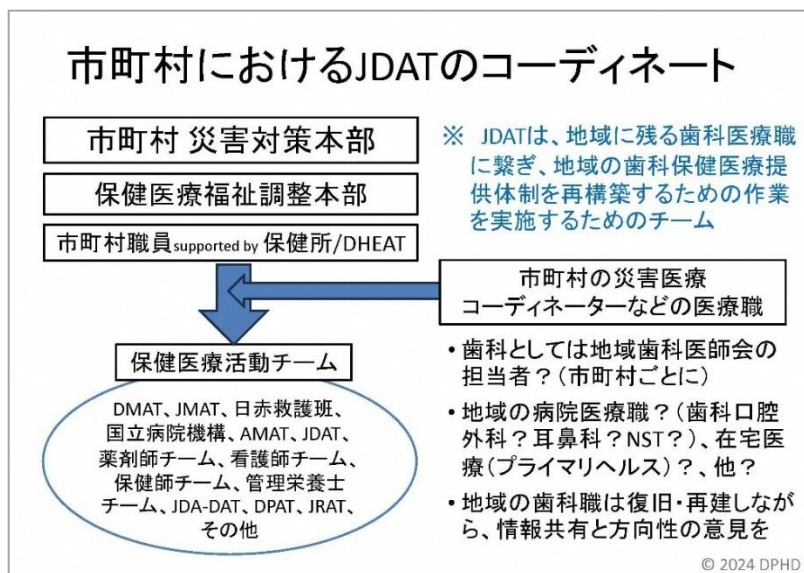 市町村におけるJDATのコーディネート
市町村 災害対策本部
保健医療福祉調整本部
市町村職員supported by 保健所/DHEAT
※ JDATは、地域に残る歯科医療職
に繋ぎ、地域の歯科保健医療提
供体制を再構築するための作業
を実施するためのチーム
市町村の災害医療
コーディネーターなどの医療職
保健医療活動チーム
DMAT、JMAT、日赤救護班、
国立病院機構、AMAT、JDAT、
薬剤師チーム、看護師チーム、
保健師チーム、管理栄養士
チーム、JDA-DAT、DPAT、JRAT、
その他
・歯科としては地域歯科医師会の
担当者？(市町村ごとに)
・地域の病院医療職？(歯科口腔
外科？耳鼻科？NST？)、在宅医
療(プライマリヘルス)？、他？
・地域の歯科職は復旧・再建しなが
ら、情報共有と方向性の意見を
© 2024 DPHD